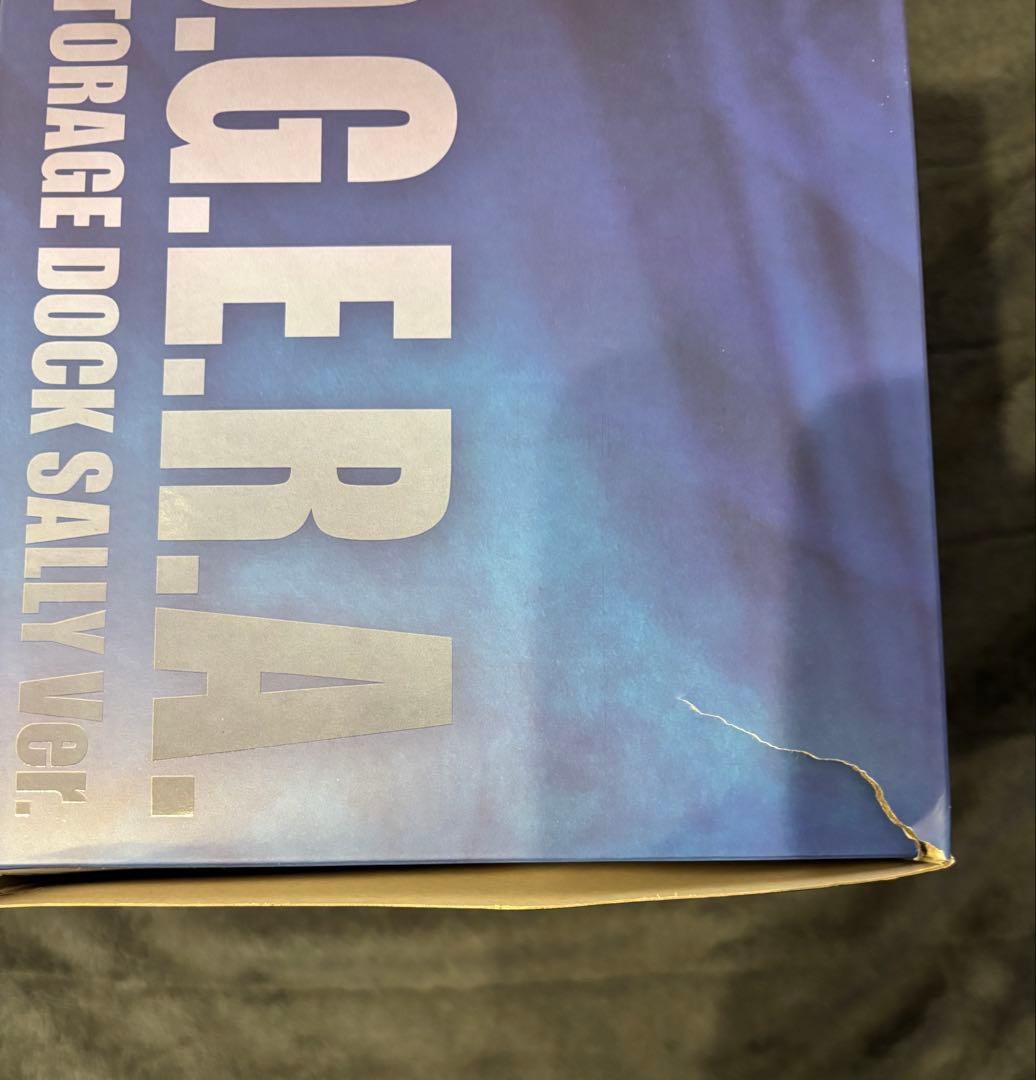 .G.E.R.A.
TORAGE DOCK SALLY Ver.